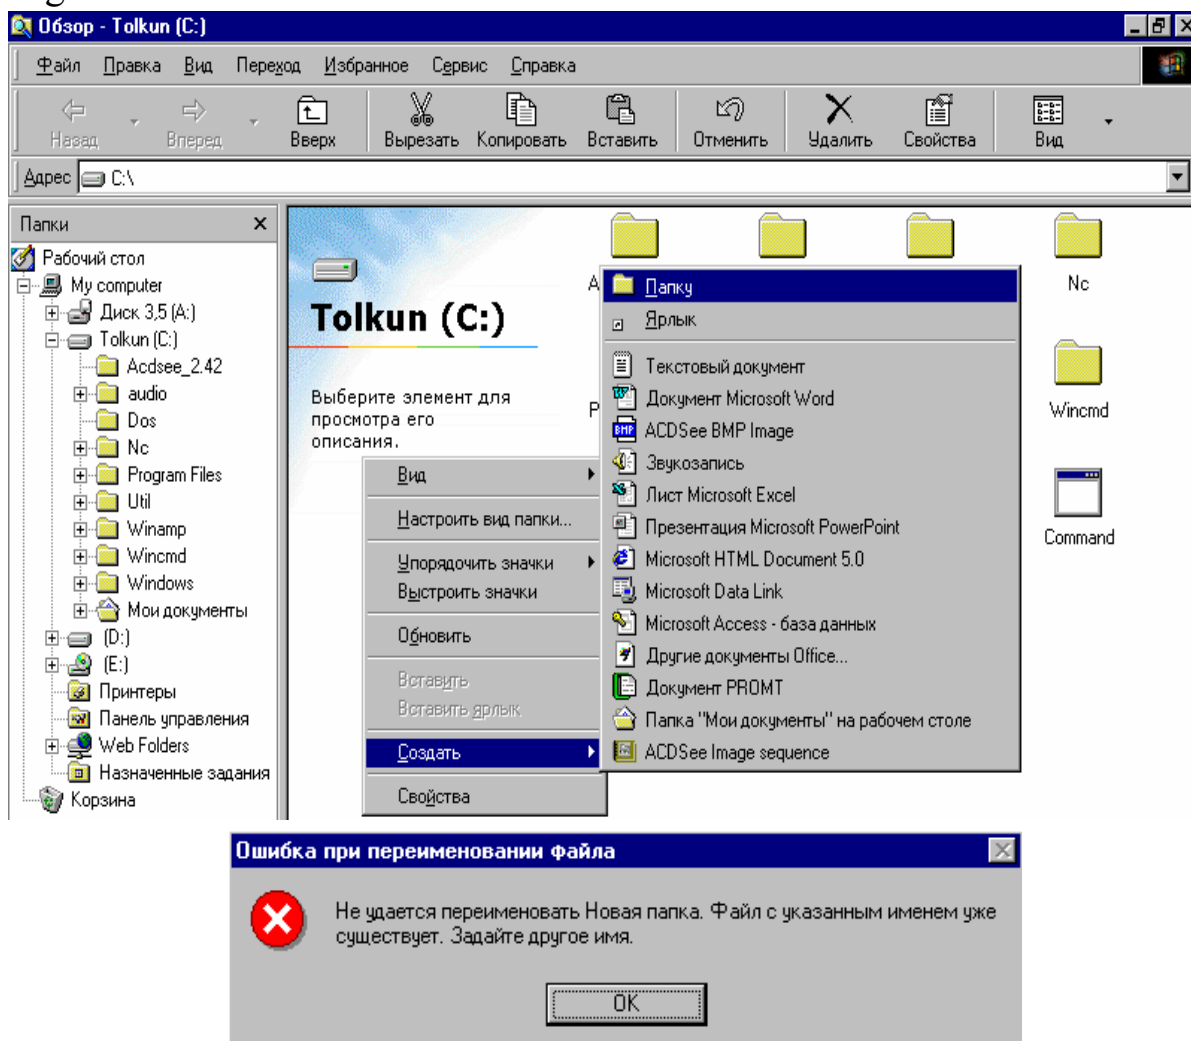 Обзор - Tolkun (C:)
Файл Правка Вид Переход Избранное Сервис Справка
Назад Вперед Вверх Вырезать Копировать Вставить Отменить Удалить Свойства Вид
Адрес C:\
Папки
Рабочий стол
My computer
Диск 3,5 (A:)
Tolkun (C:)
Acdsee_2.42
audio
Dos
Nc
Program Files
Util
Winamp
Wincmd
Windows
Мои документы
(D:)
(E:)
Принтеры
Панель управления
Web Folders
Назначенные задания
Корзина
Tolkun (C:)
Выберите элемент для
просмотра его
описания.
Вид
Настроить вид папки...
Упорядочить значки
Выстроить значки
Обновить
Вставить
Вставить ярлык
Создать
Свойства
Папку
Ярлык
Текстовый документ
Документ Microsoft Word
ACDSee BMP Image
Звукозапись
Лист Microsoft Excel
Презентация Microsoft PowerPoint
Microsoft HTML Document 5.0
Microsoft Data Link
Microsoft Access - база данных
Другие документы Office...
Документ PROMT
Папка "Мои документы" на рабочем столе
ACDSee Image sequence
Nc
Wincmd
Command
Ошибка при переименовании файла
Не удается переименовать Новая папка. Файл с указанным именем уже
существует. Задайте другое имя.
OK